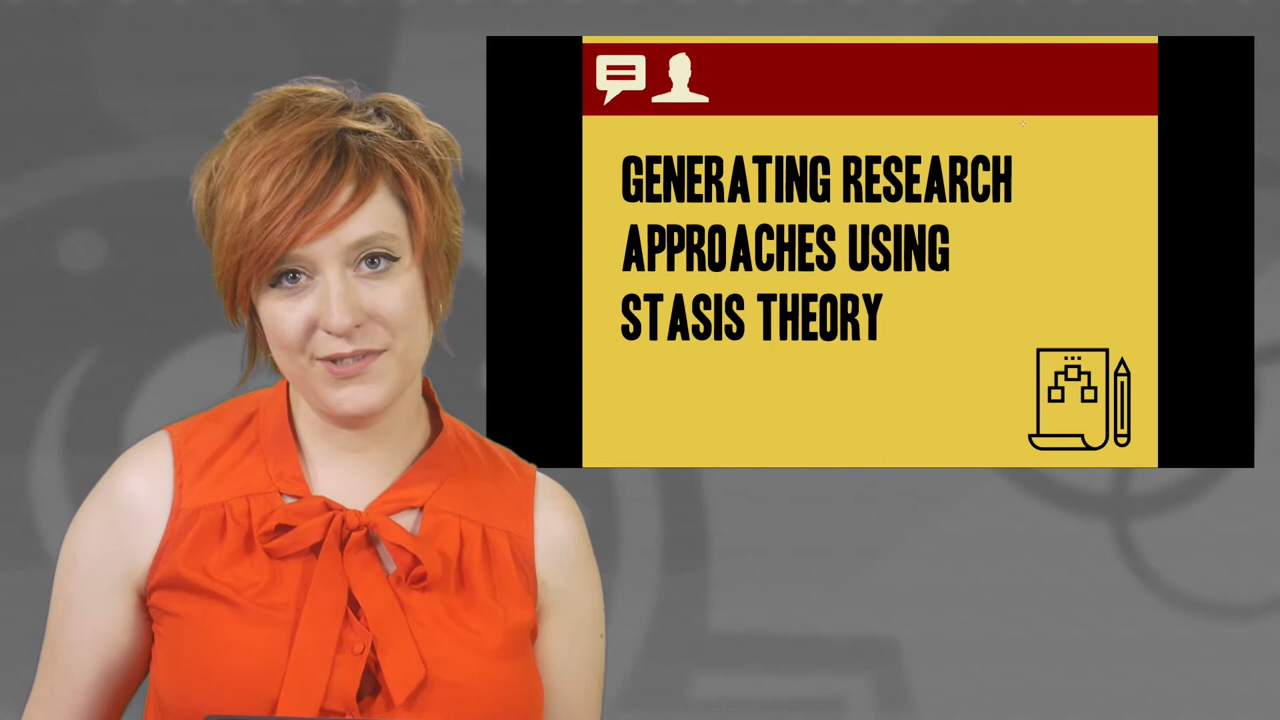 GENERATING RESEARCH
APPROACHES USING
STASIS THEORY